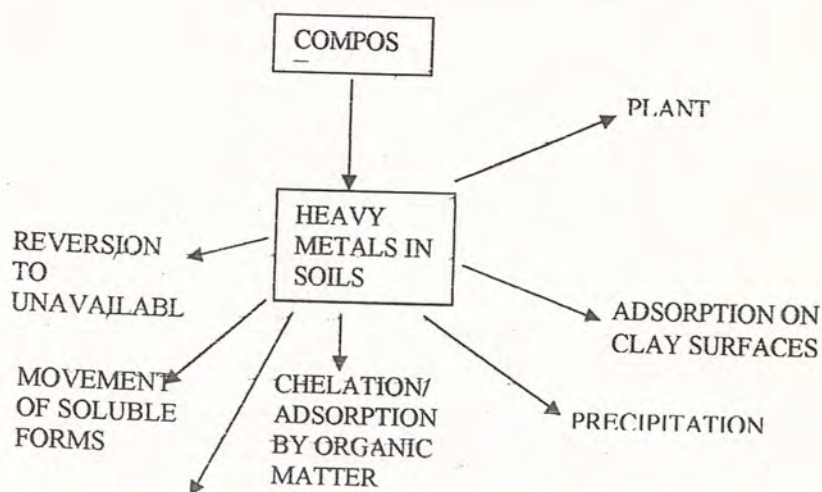 COMPOS
PLANT
HEAVY
METALS IN
SOILS
REVERSION
TO
UNAVAILABL
ADSORPTION ON
CLAY SURFACES
MOVEMENT
OF SOLUBLE
FORMS
CHELATION/
ADSORPTION
BY ORGANIC
MATTER
PRECIPITATION